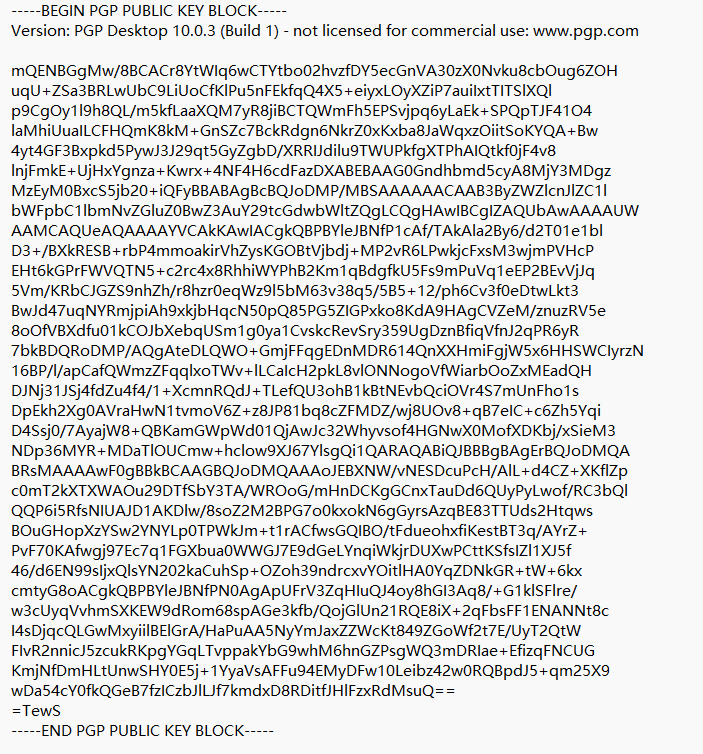 -----BEGIN PGP PUBLIC KEY BLOCK-----
Version: PGP Desktop 10.0.3 (Build 1) - not licensed for commercial use: www.pgp.com

mQENBGgMw/8BCACr8YtWIq6wCTYtbo02hvzfDY5ecGnVA30zX0Nvku8cbOug6ZOH
uqU+ZSa3BRLwUbC9LiUoCfKlPu5nFEkfqQ4X5+eiyxLOyXZiP7auiIxtTITSlXQl
p9CgOy1l9h8QL/m5kfLaaXQM7yR8jiBCTQWmFh5EPSvjpq6yLaEk+SPQpTJF41O4
laMhiUuaILCFHQmK8kM+GnSZc7BckRdgn6NkrZ0xKxba8JaWqxzOiitSoKYQA+Bw
4yt4GF3Bxpkd5PywJ3J29qt5GyZgbD/XRRIJdilu9TWUPkfgXTPhAIQtkf0jF4v8
lnjFmkE+UjHxYgnza+Kwrx+4NF4H6cdFazDXABEBAAG0Gndhbmd5cyA8MjY3MDgz
MzEyM0BxcS5jb20+iQFyBBABAgBcBQJoDMP/MBSAAAAAACAAB3ByZWZlcnJlZC1l
bWFpbC1lbmNvZGluZ0BwZ3AuY29tcGdwbWltZQgLCQgHAwIBCgIZAQUbAwAAAAUW
AAMCAQUeAQAAAAYVCAkKAwIACgkQBPBYleJBNfP1cAf/TAkAla2By6/d2T01e1bl
D3+/BXkRESB+rbP4mmoakirVhZysKGOBtVjbdj+MP2vR6LPwkjcFxsM3wjmPVHcP
EHt6kGPrFWVQTN5+c2rc4x8RhhiWYPhB2Km1qBdgfkU5Fs9mPuVq1eEP2BEvVjJq
5Vm/KRbCJGZS9nhZh/r8hzr0eqWz9l5bM63v38q5/5B5+12/ph6Cv3f0eDtwLkt3
BwJd47uqNYRmjpiAh9xkjbHqcN50pQ85PG5ZIGPxko8KdA9HAgCVZeM/znuzRV5e
8oOfVBXdfu01kCOJbXebqUSm1g0ya1CvskcRevSry359UgDznBfiqVfnJ2qPR6yR
7bkBDQRoDMP/AQgAteDLQWO+GmjFFqgEDnMDR614QnXXHmiFgjW5x6HHSWCIyrzN
16BP/l/apCafQWmzZFqqlxoTWv+lLCaIcH2pkL8vlONNogoVfWiarbOoZxMEadQH
DJNj31JSj4fdZu4f4/1+XcmnRQdJ+TLefQU3ohB1kBtNEvbQciOVr4S7mUnFho1s
DpEkh2Xg0AVraHwN1tvmoV6Z+z8JP81bq8cZFMDZ/wj8UOv8+qB7eIC+c6Zh5Yqi
D4Ssj0/7AyajW8+QBKamGWpWd01QjAwJc32Whyvsof4HGNwX0MofXDKbj/xSieM3
NDp36MYR+MDaTlOUCmw+hclow9XJ67YlsgQi1QARAQABiQJBBBgBAgErBQJoDMQA
BRsMAAAAwF0gBBkBCAAGBQJoDMQAAAoJEBXNW/vNESDcuPcH/AlL+d4CZ+XKflZp
c0mT2kXTXWAOu29DTfSbY3TA/WROoG/mHnDCKgGCnxTauDd6QUyPyLwof/RC3bQl
QQP6i5RfsNIUAJD1AKDlw/8soZ2M2BPG7o0kxokN6gGyrsAzqBE83TTUds2Htqws
BOuGHopXzYSw2YNYLp0TPWkJm+t1rACfwsGQIBO/tFdueohxfiKestBT3q/AYrZ+
PvF70KAfwgj97Ec7q1FGXbua0WWGJ7E9dGeLYnqiWkjrDUXwPCttKSfsIZl1XJ5f
46/d6EN99sIjxQlsYN202kaCuhSp+OZoh39ndrcxvYOitlHA0YqZDNkGR+tW+6kx
cmtyG8oACgkQBPBYleJBNfPN0AgApUFrV3ZqHIuQJ4oy8hGI3Aq8/+G1klSFlre/
w3cUyqVvhmSXKEW9dRom68spAGe3kfb/QojGlUn21RQE8iX+2qFbsFF1ENANNt8c
I4sDjqcQLGwMxyiilBElGrA/HaPuAA5NyYmJaxZZWcKt849ZGoWf2t7E/UyT2QtW
FIvR2nnicJ5zcukRKpgYGqLTvppakYbG9whM6hnGZPsgWQ3mDRIae+EfizqFNCUG
KmjNfDmHLtUnwSHY0E5j+1YyaVsAFFu94EMyDFw10Leibz42w0RQBpdJ5+qm25X9
wDa54cY0fkQGeB7fzICzbJlLJf7kmdxD8RDitfJHlFzxRdMsuQ==
=TewS
-----END PGP PUBLIC KEY BLOCK-----